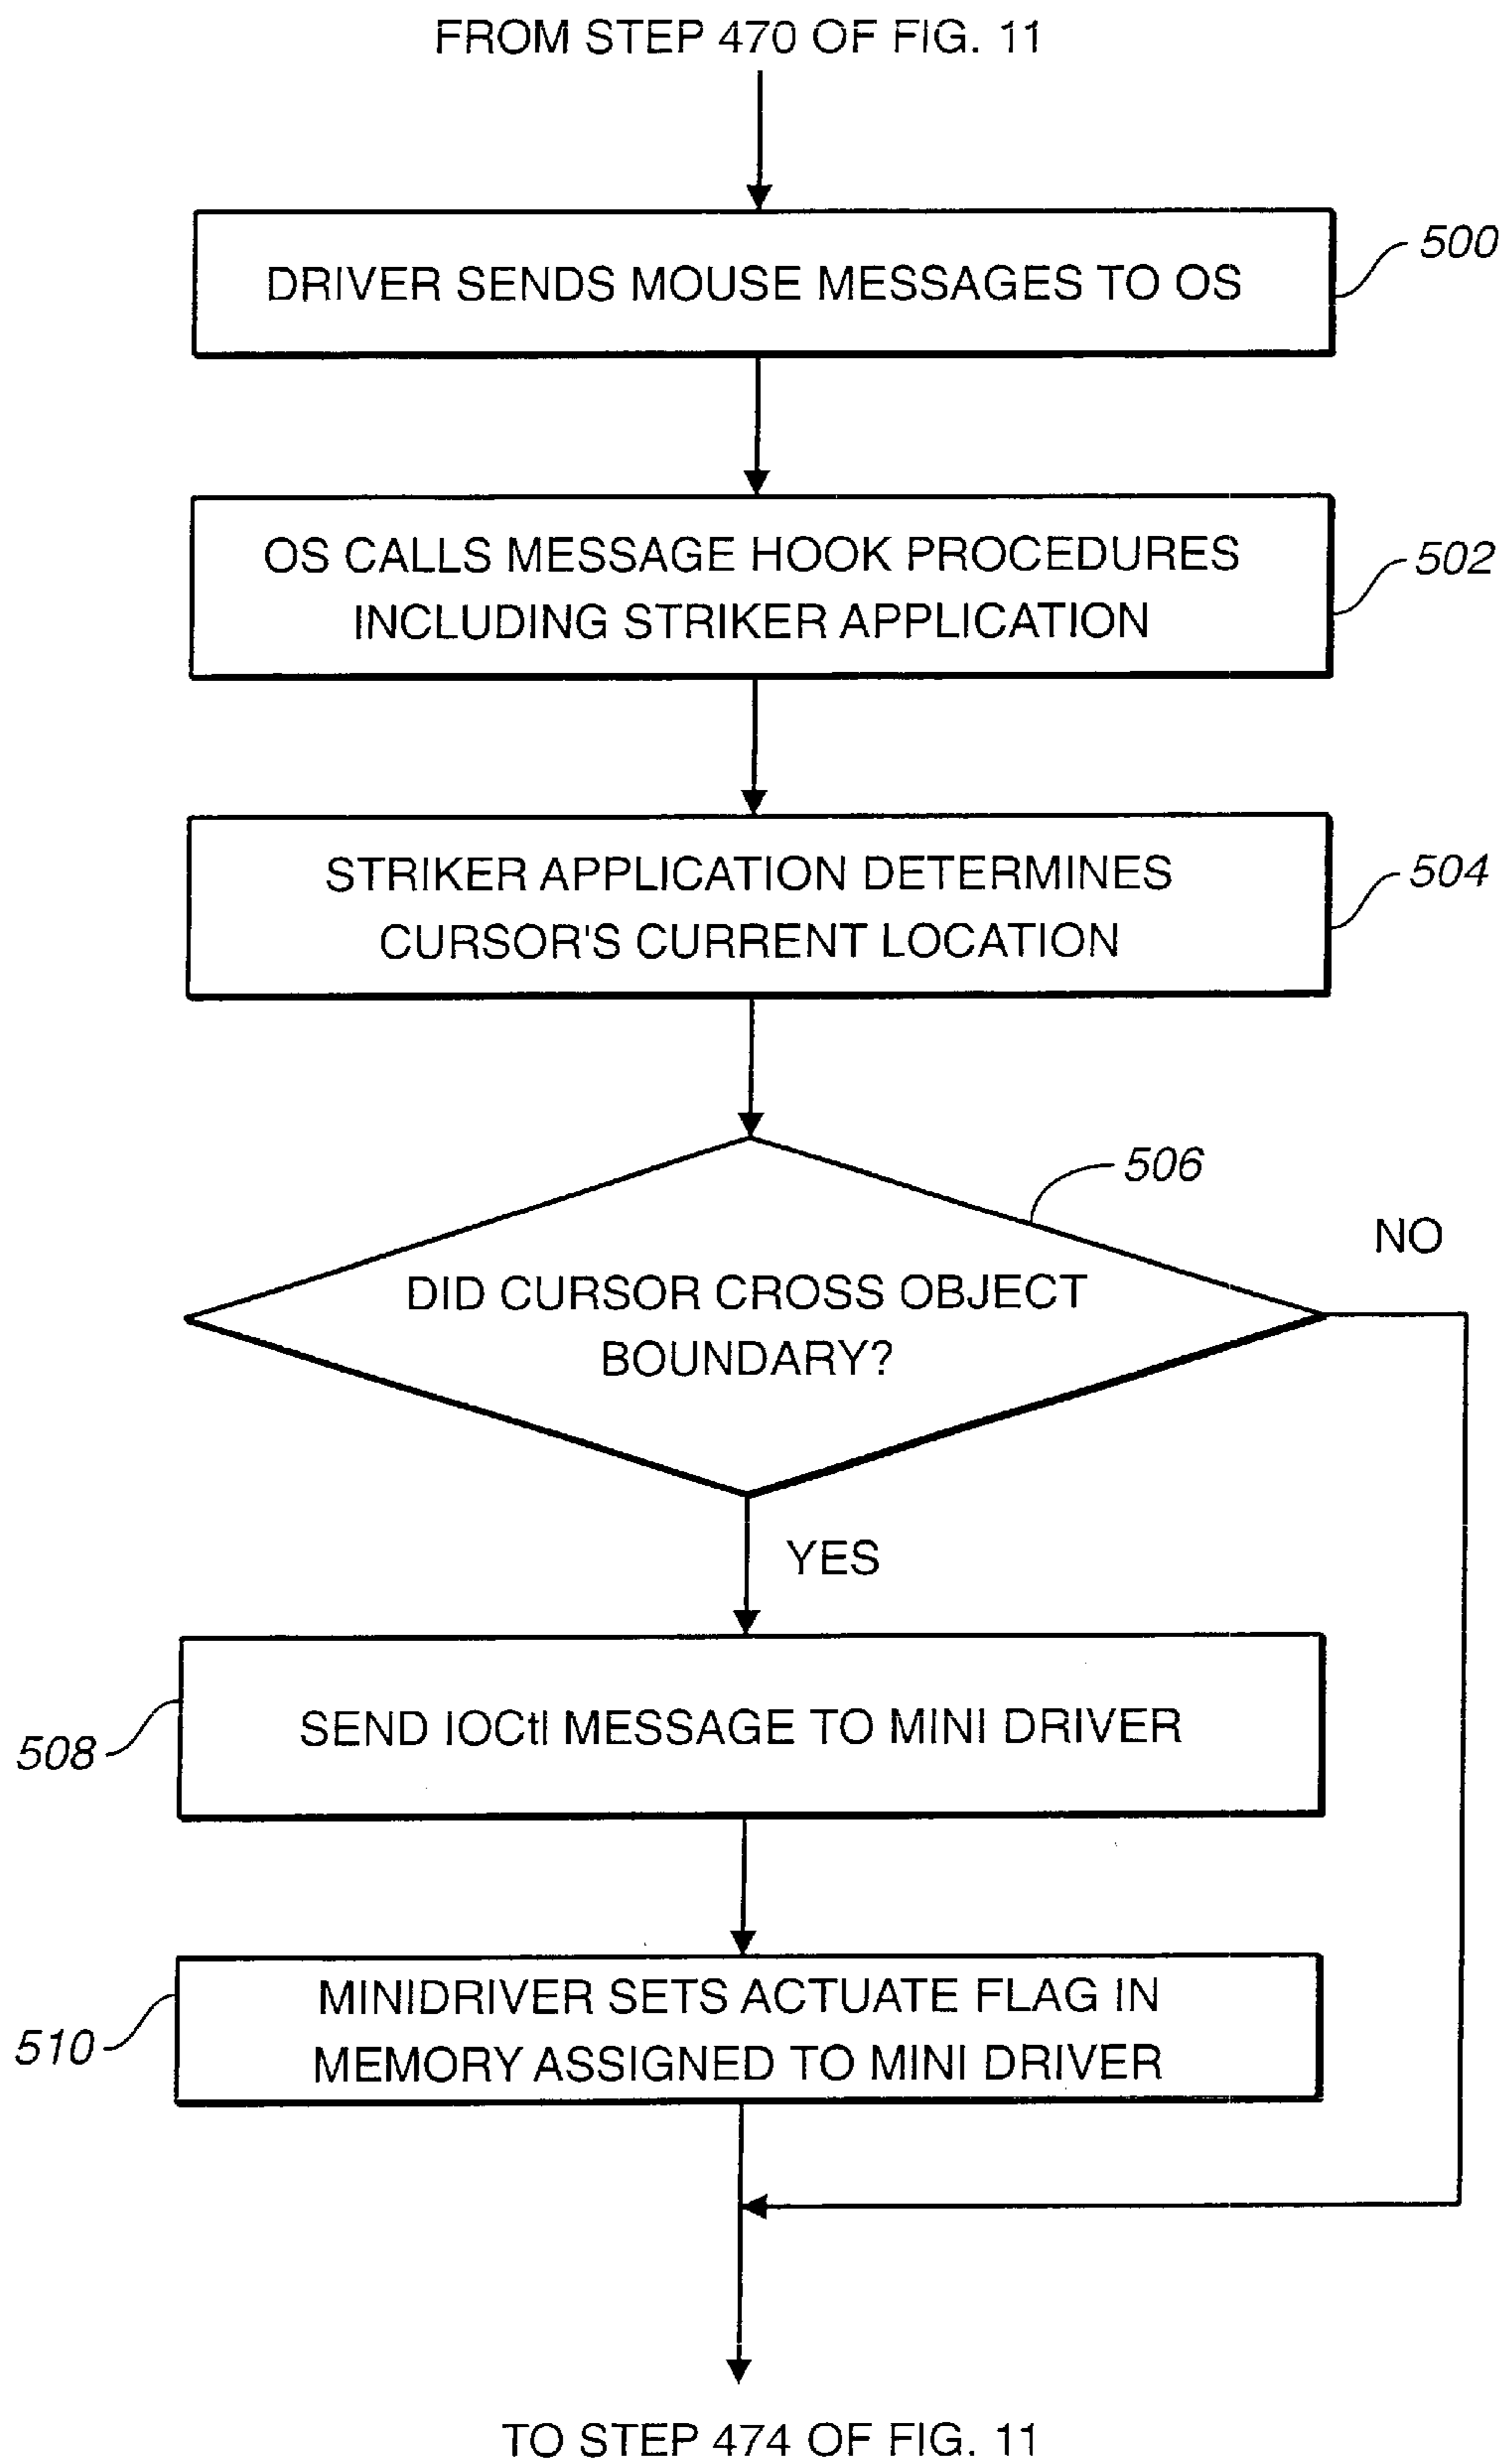 FROM STEP 470 OF FIG. 11
DRIVER SENDS MOUSE MESSAGES TO OS
500
OS CALLS MESSAGE HOOK PROCEDURES
INCLUDING STRIKER APPLICATION
502
STRIKER APPLICATION DETERMINES
CURSOR'S CURRENT LOCATION
504
506
NO
DID CURSOR CROSS OBJECT
BOUNDARY?
YES
SEND IOCtl MESSAGE TO MINI DRIVER
508
MINIDRIVER SETS ACTUATE FLAG IN
MEMORY ASSIGNED TO MINI DRIVER
510
TO STEP 474 OF FIG. 11